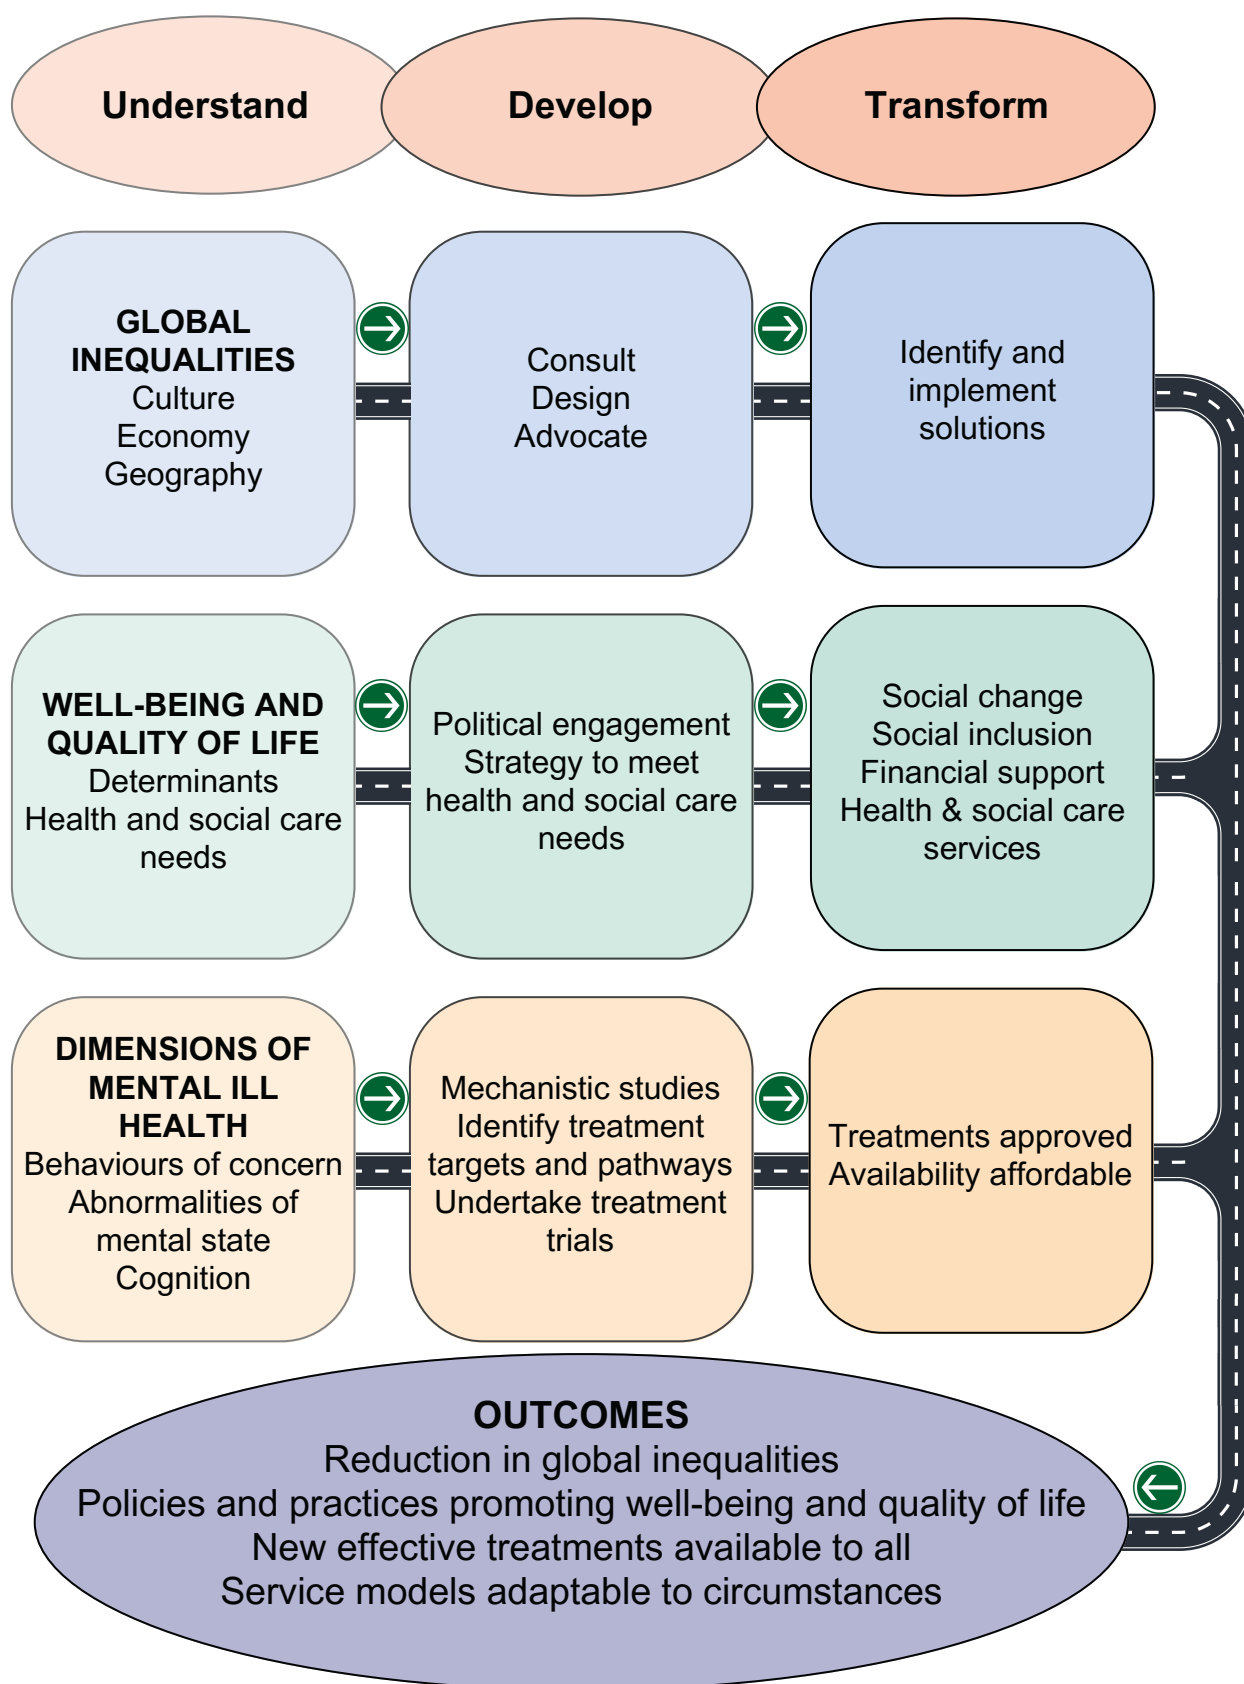 Understand
Develop
Transform
GLOBAL
INEQUALITIES
Culture
Economy
Geography
Consult
Design
Advocate
Identify and
implement
solutions
WELL-BEING AND
QUALITY OF LIFE
Determinants
Health and social care
needs
Political engagement
Strategy to meet
health and social care
needs
Social change
Social inclusion
Financial support
Health & social care
services
DIMENSIONS OF
MENTAL ILL
HEALTH
Behaviours of concern
Abnormalities of
mental state
Cognition
Mechanistic studies
Identify treatment
targets and pathways
Undertake treatment
trials
Treatments approved
Availability affordable
OUTCOMES
Reduction in global inequalities
Policies and practices promoting well-being and quality of life
New effective treatments available to all
Service models adaptable to circumstances